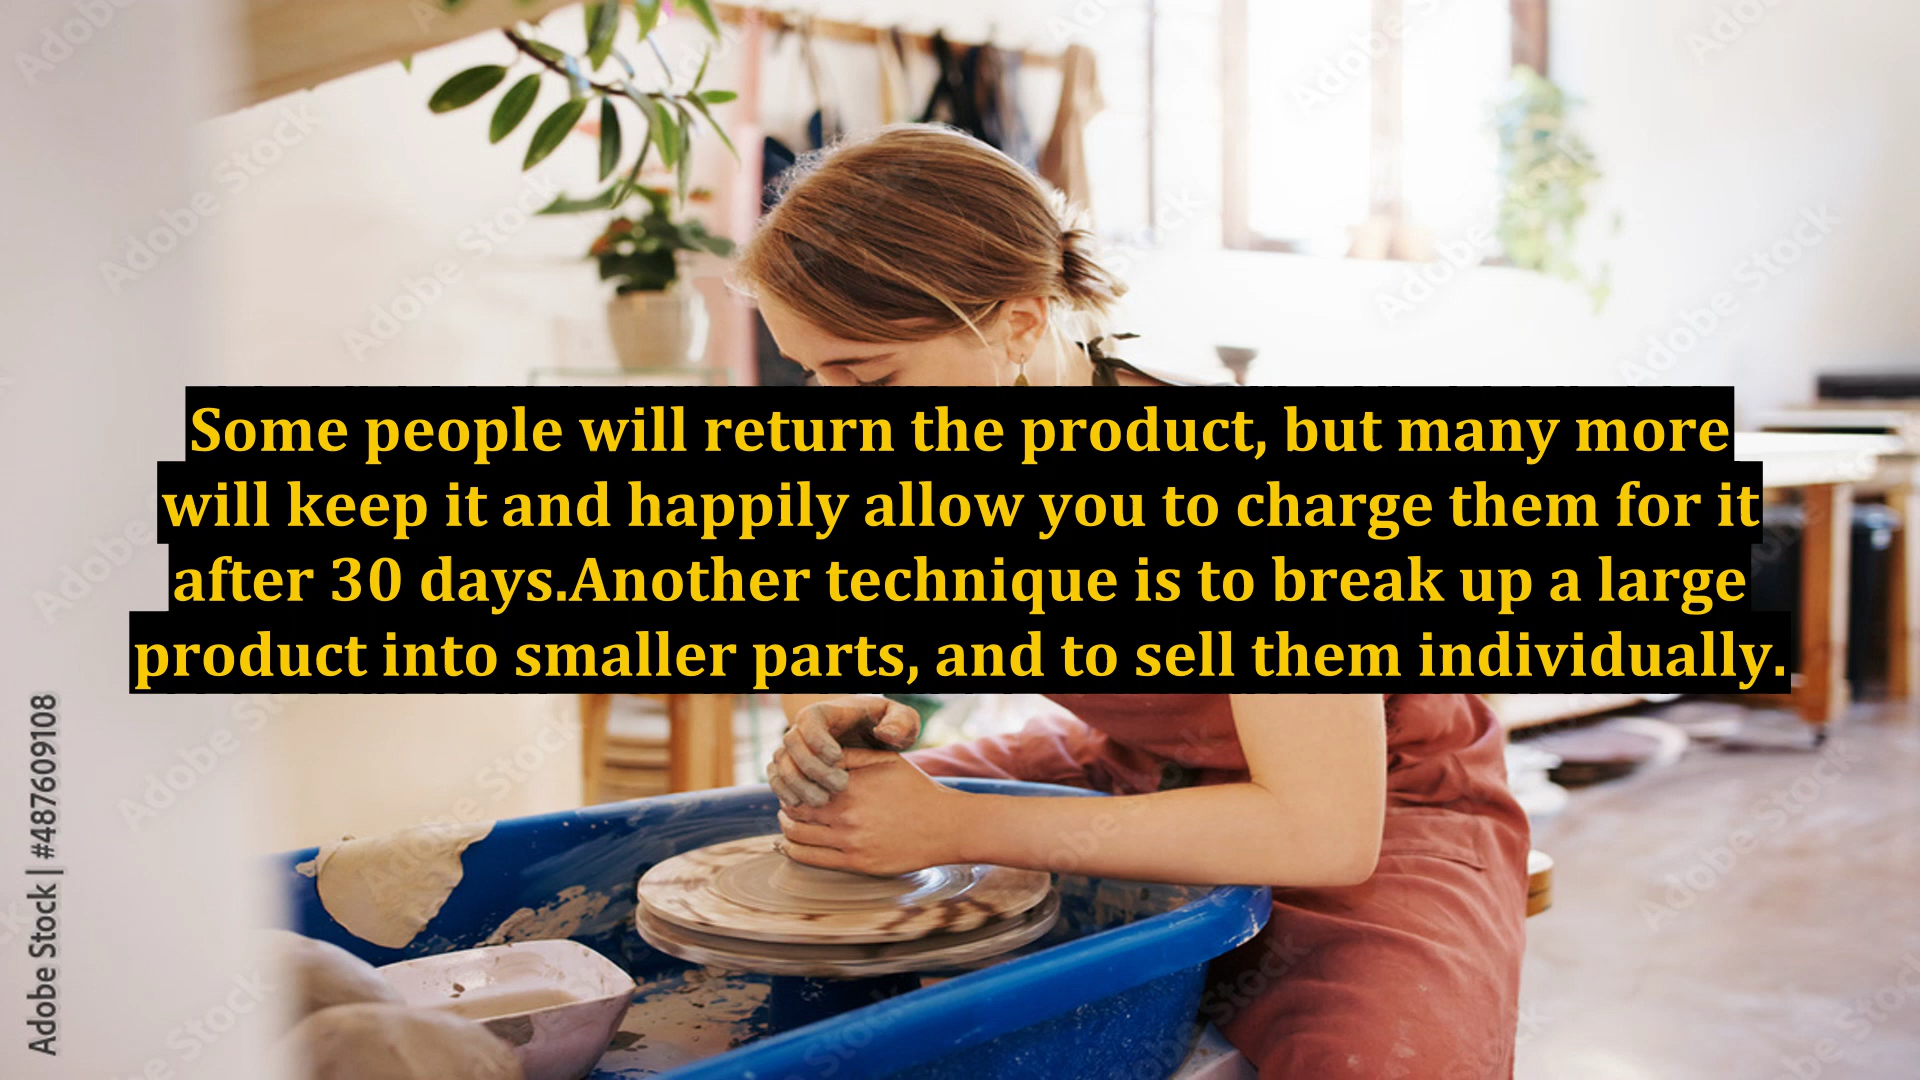 Some people will return the product, but many more
will keep it and happily allow you to charge them for it
after 30 days.Another technique is to break up a large
product into smaller parts, and to sell them individually.
Adobe Stock | #487609108
Adobe Stock